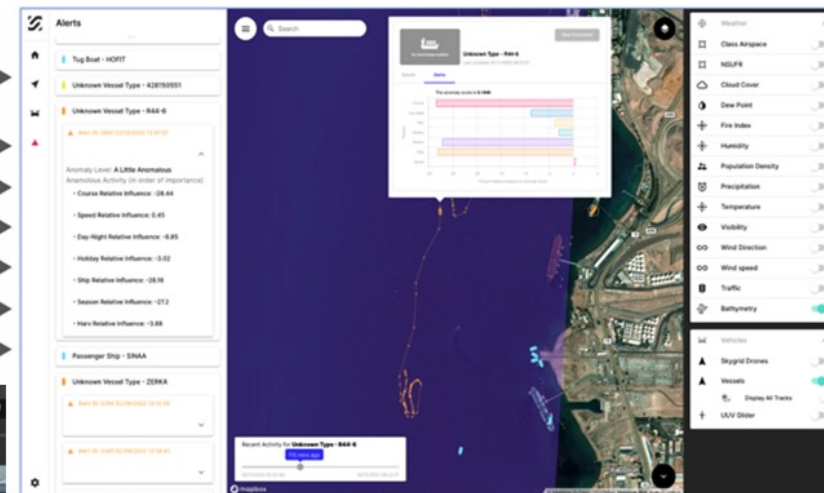 Alerts
Tug Boat - HOFIT
Unknown Vessel Type - 428150551
Unknown Vessel Type - R44-6
Anomaly Level: A Little Anomalous
Anamolous Activity (in order of importance)
• Course Relative Influence: -28.44
• Speed Relative Influence: 0.45
• Day-Night Relative Influence: -8.85
• Holiday Relative Influence: -3.02
• Ship Relative Influence: -28.16
• Season Relative Influence: -27.2
• Harv Relative Influence: -3.88
Passenger Ship - SINAA
Unknown Vessel Type - ZERKA
Search
Unknown Type - R44-6
Details
Alerts
Recent Activity for Unknown Type - R44-6
mapbox
Weather
Class Airspace
NSUFR
Cloud Cover
Dew Point
Fire Index
Humidity
Population Density
Precipitation
Temperature
Visibility
Wind Direction
Wind speed
Traffic
Bathymetry
Vehicles
Skygrid Drones
Vessels
Display All Tracks
UUV Glider